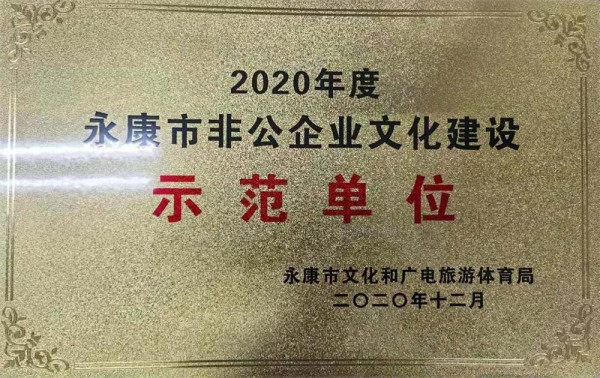 2020年度
永康市非公企业文化建设
示范单位
永康市文化和广电旅游体育局
二〇二〇年十二月